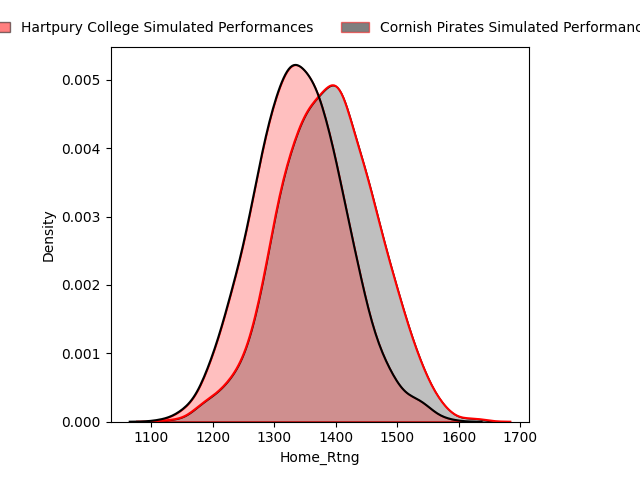 Hartpury College Simulated Performances
Cornish Pirates Simulated
0.005
0.004
0.003
0.002
0.001
0.000
Density
1100 1200 1300 1400 1500 1600 1700
Home_Rtng